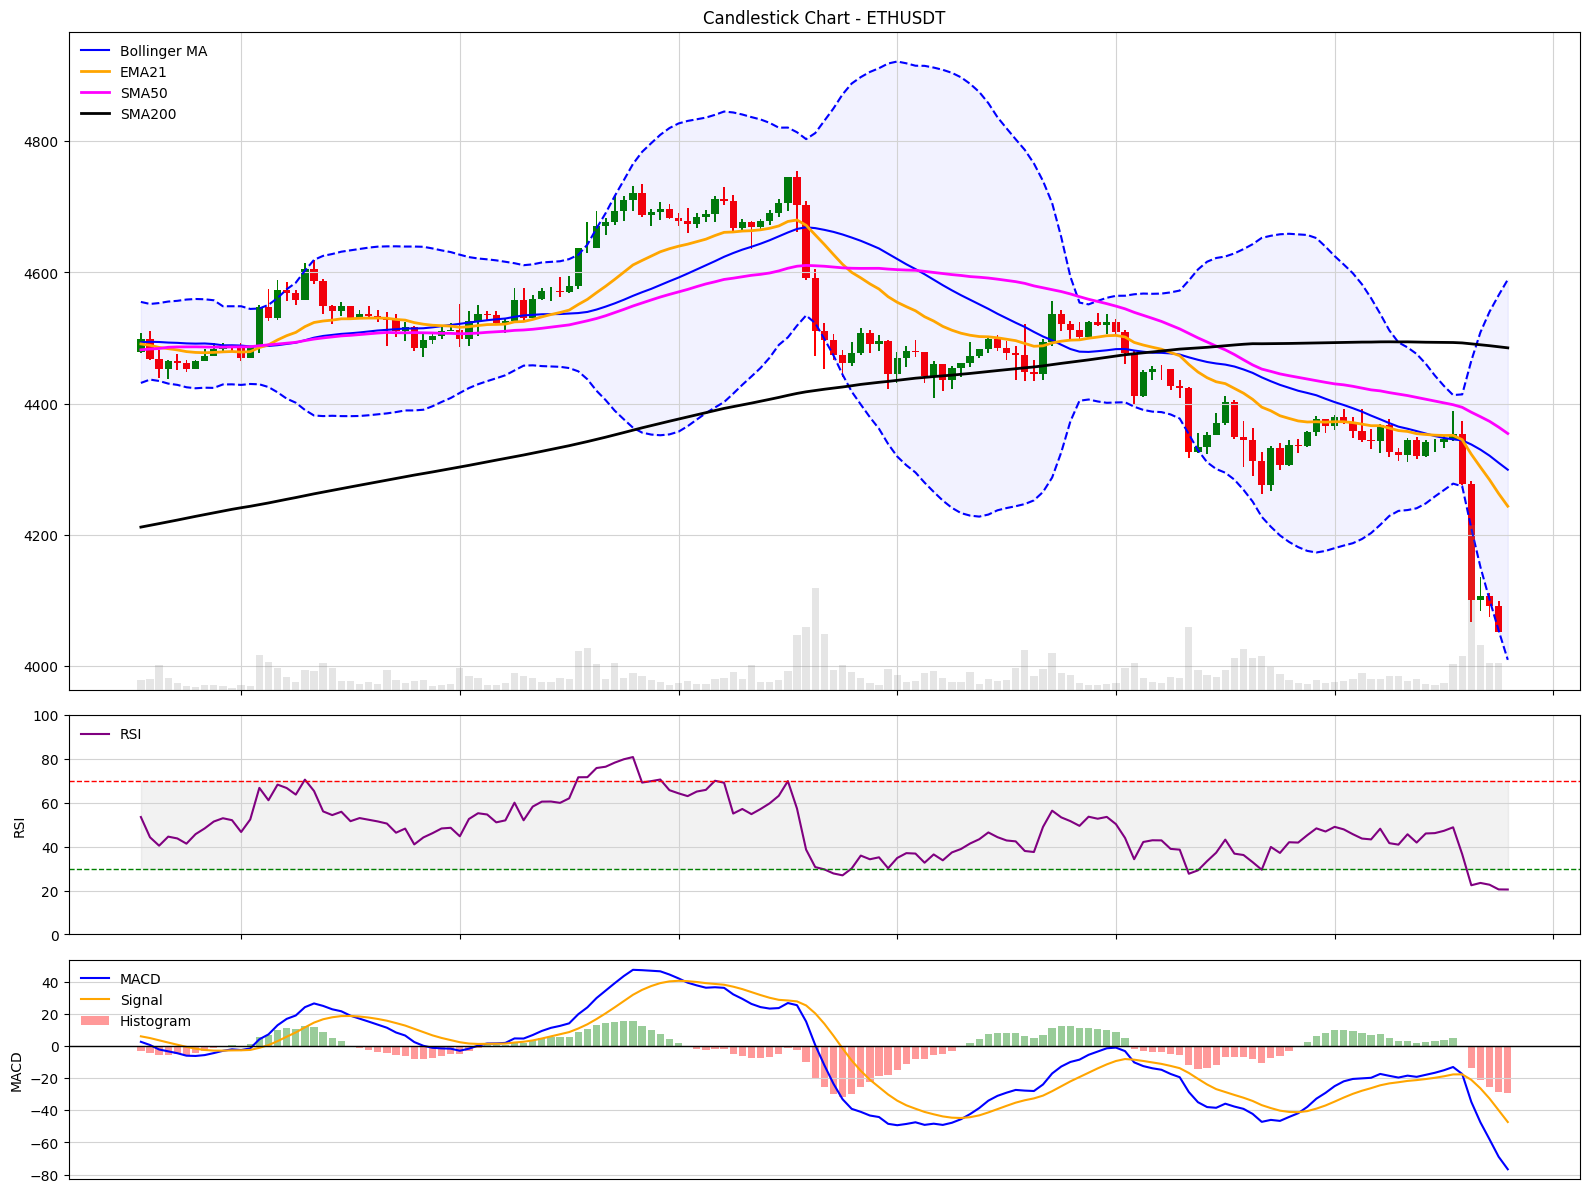 Candlestick Chart - ETHUSDT
Bollinger MA
EMA21
SMA50
SMA200
4800
4600
4400
4200
4000
RSI
RSI
100
80
60
40
20
0
MACD
Signal
Histogram
MACD
40
20
0
−20
−40
−60
−80